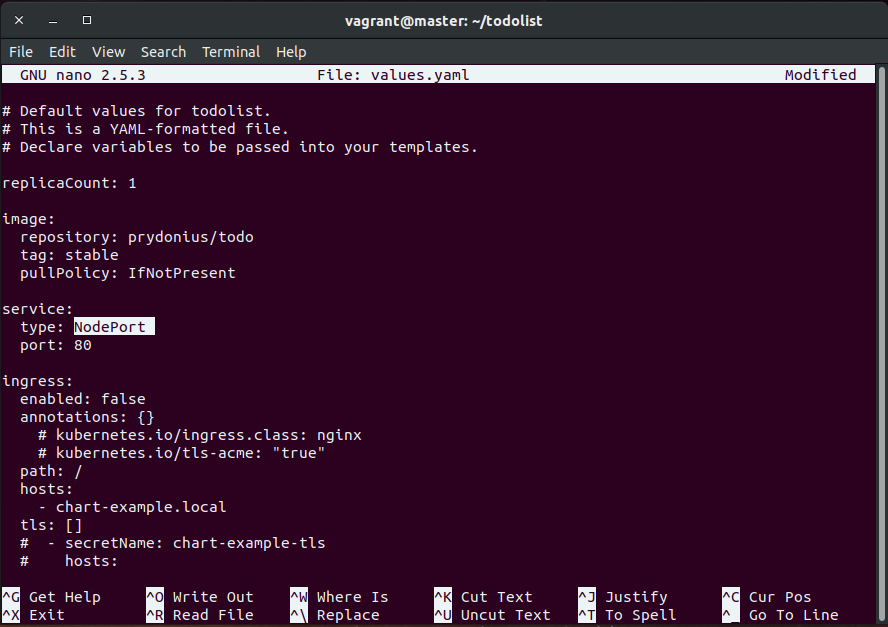 vagrant@master: ~/todolist
File Edit View Search Terminal Help
GNU nano 2.5.3 File: values.yaml Modified
# Default values for todolist.
# This is a YAML-formatted file.
# Declare variables to be passed into your templates.
replicaCount: 1
image:
  repository: prydonius/todo
  tag: stable
  pullPolicy: IfNotPresent
service:
  type: NodePort
  port: 80
ingress:
  enabled: false
  annotations: {}
    # kubernetes.io/ingress.class: nginx
    # kubernetes.io/tls-acme: "true"
  path: /
  hosts:
    - chart-example.local
  tls: []
  #  - secretName: chart-example-tls
  #    hosts:
^G Get Help ^O Write Out ^W Where Is ^K Cut Text ^J Justify ^C Cur Pos
^X Exit ^R Read File ^\ Replace ^U Uncut Text ^T To Spell ^_ Go To Line